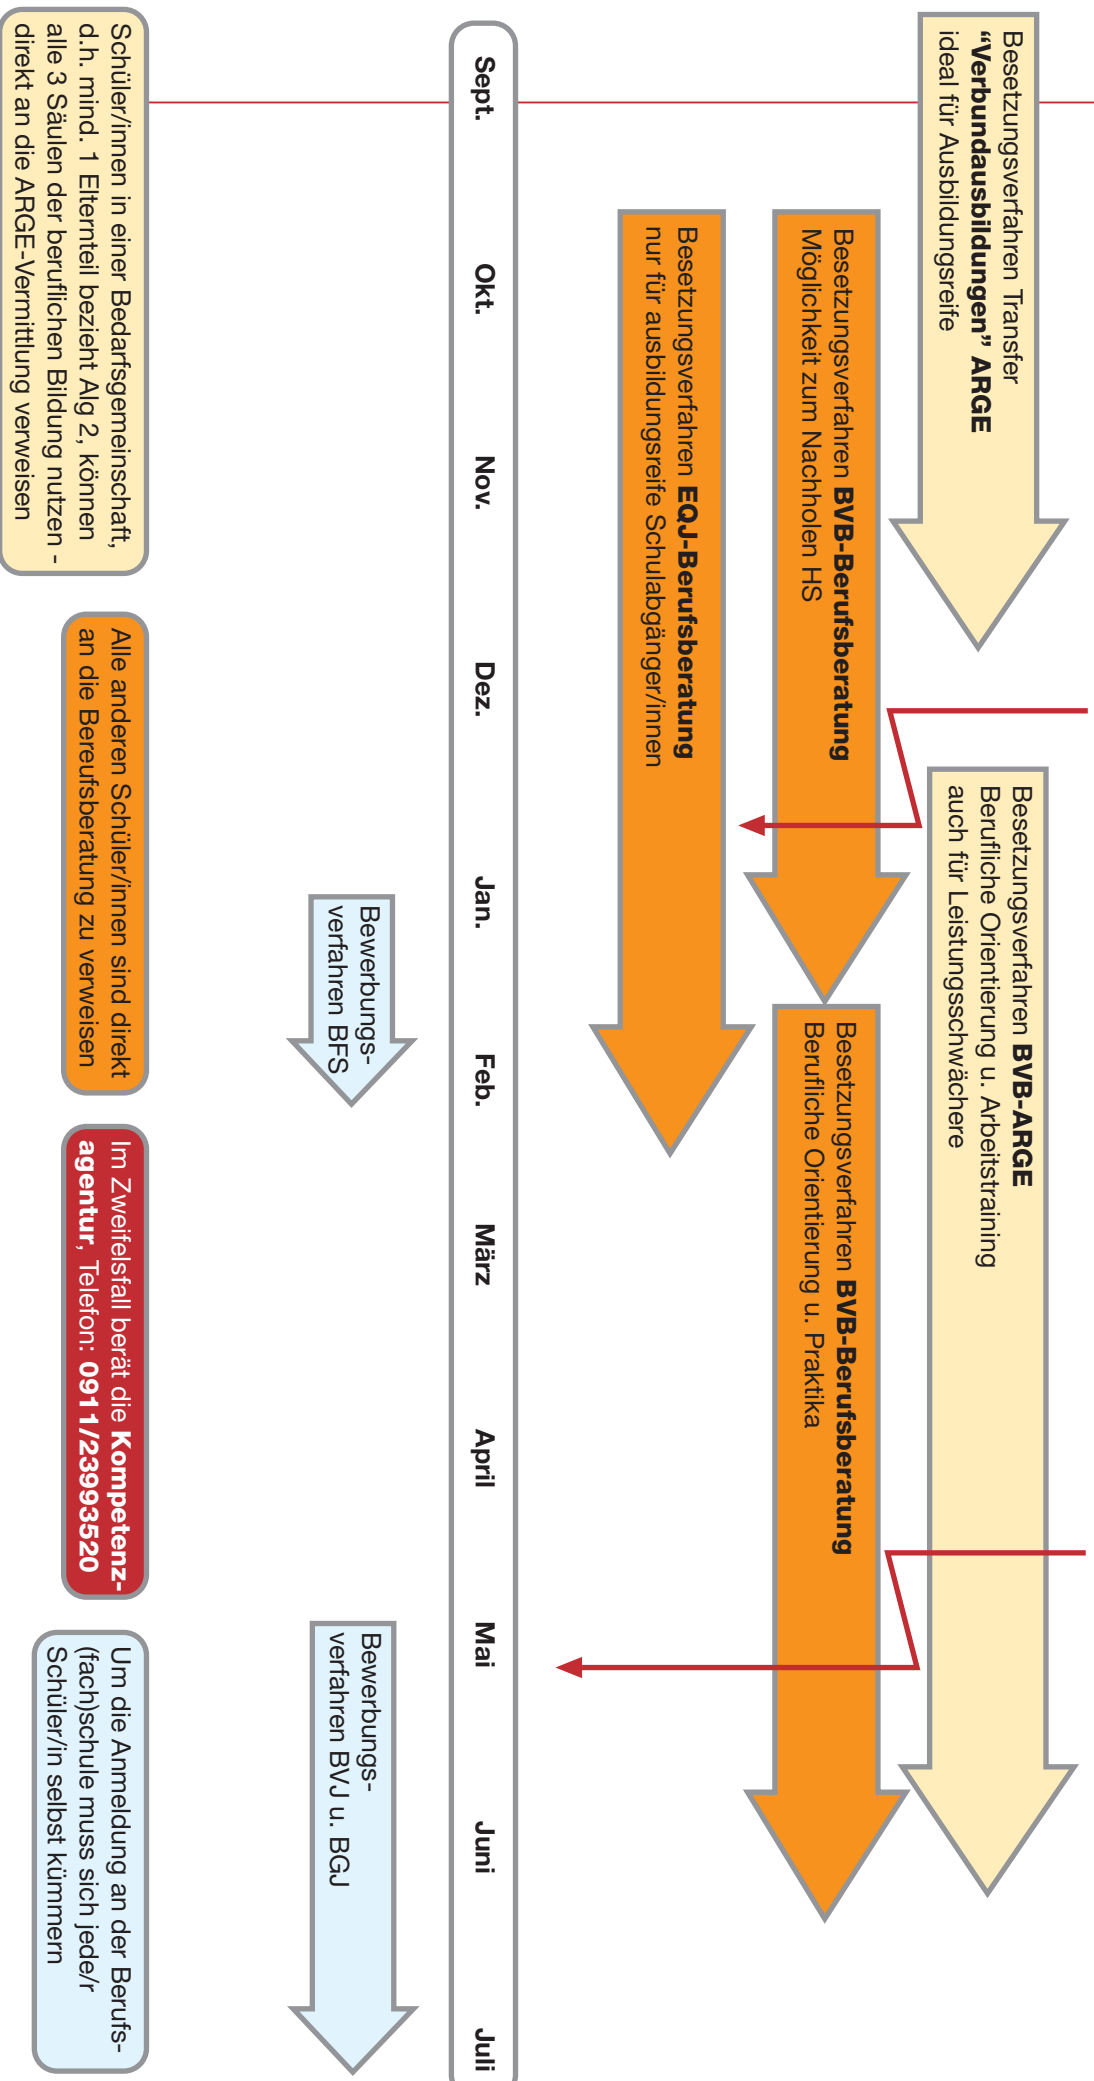 Besetzungsverfahren Transfer
“Verbundausbildungen” ARGE
ideal für Ausbildungsreife
Besetzungsverfahren BVB-ARGE
Berufliche Orientierung u. Arbeitstraining
auch für Leistungsschwächere
Besetzungsverfahren BVB-Berufsberatung
Möglichkeit zum Nachholen HS
Besetzungsverfahren BVB-Berufsberatung
Berufliche Orientierung u. Praktika
Besetzungsverfahren EQJ-Berufsberatung
nur für ausbildungsreife Schulabgänger/innen
Sept. Okt. Nov. Dez. Jan. Feb. März April Mai Juni Juli
Bewerbungs-
verfahren BFS
Bewerbungs-
verfahren BVJ u. BGJ
Schüler/innen in einer Bedarfsgemeinschaft,
d.h. mind. 1 Elternteil bezieht Alg 2, können
alle 3 Säulen der beruflichen Bildung nutzen -
direkt an die ARGE-Vermittlung verweisen
Alle anderen Schüler/innen sind direkt
an die Bereufsberatung zu verweisen
Im Zweifelsfall berät die Kompetenz-
agentur, Telefon: 0911/23993520
Um die Anmeldung an der Berufs-
(fach)schule muss sich jede/r
Schüler/in selbst kümmern